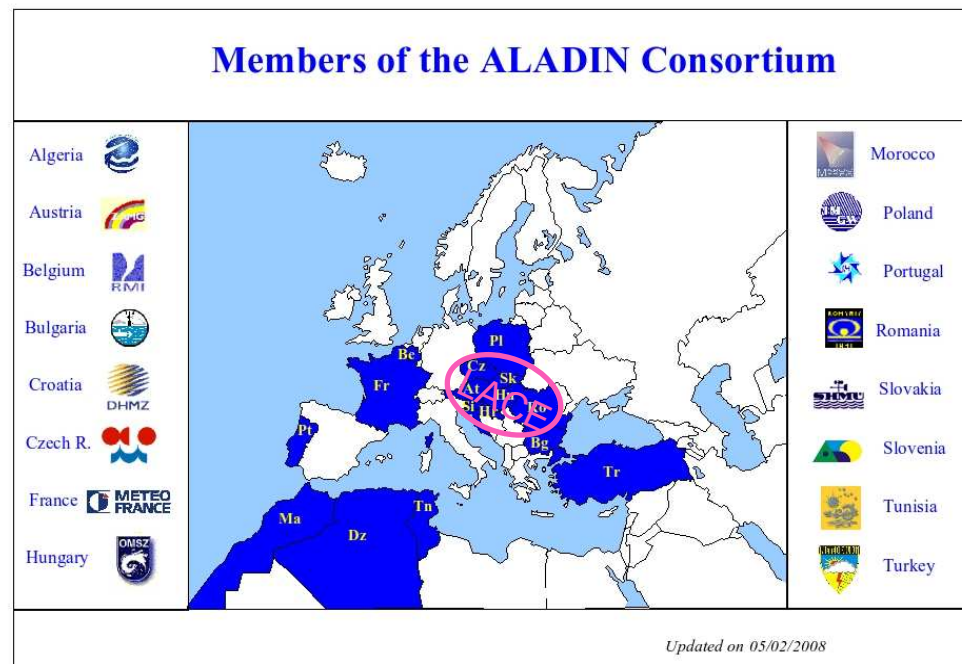 Members of the ALADIN Consortium
Algeria
Austria
Belgium
RMI
Bulgaria
Croatia
DHMZ
Czech R.
France
METEO
FRANCE
Hungary
OMSZ
Pl
Be
Cz
Fr
Sk
At
Hu
LACE
Si
Hr
Ro
Pt
Bg
Tr
Tn
Ma
Dz
Morocco
Poland
Portugal
Romania
Slovakia
SHMU
Slovenia
Tunisia
Turkey
Updated on 05/02/2008